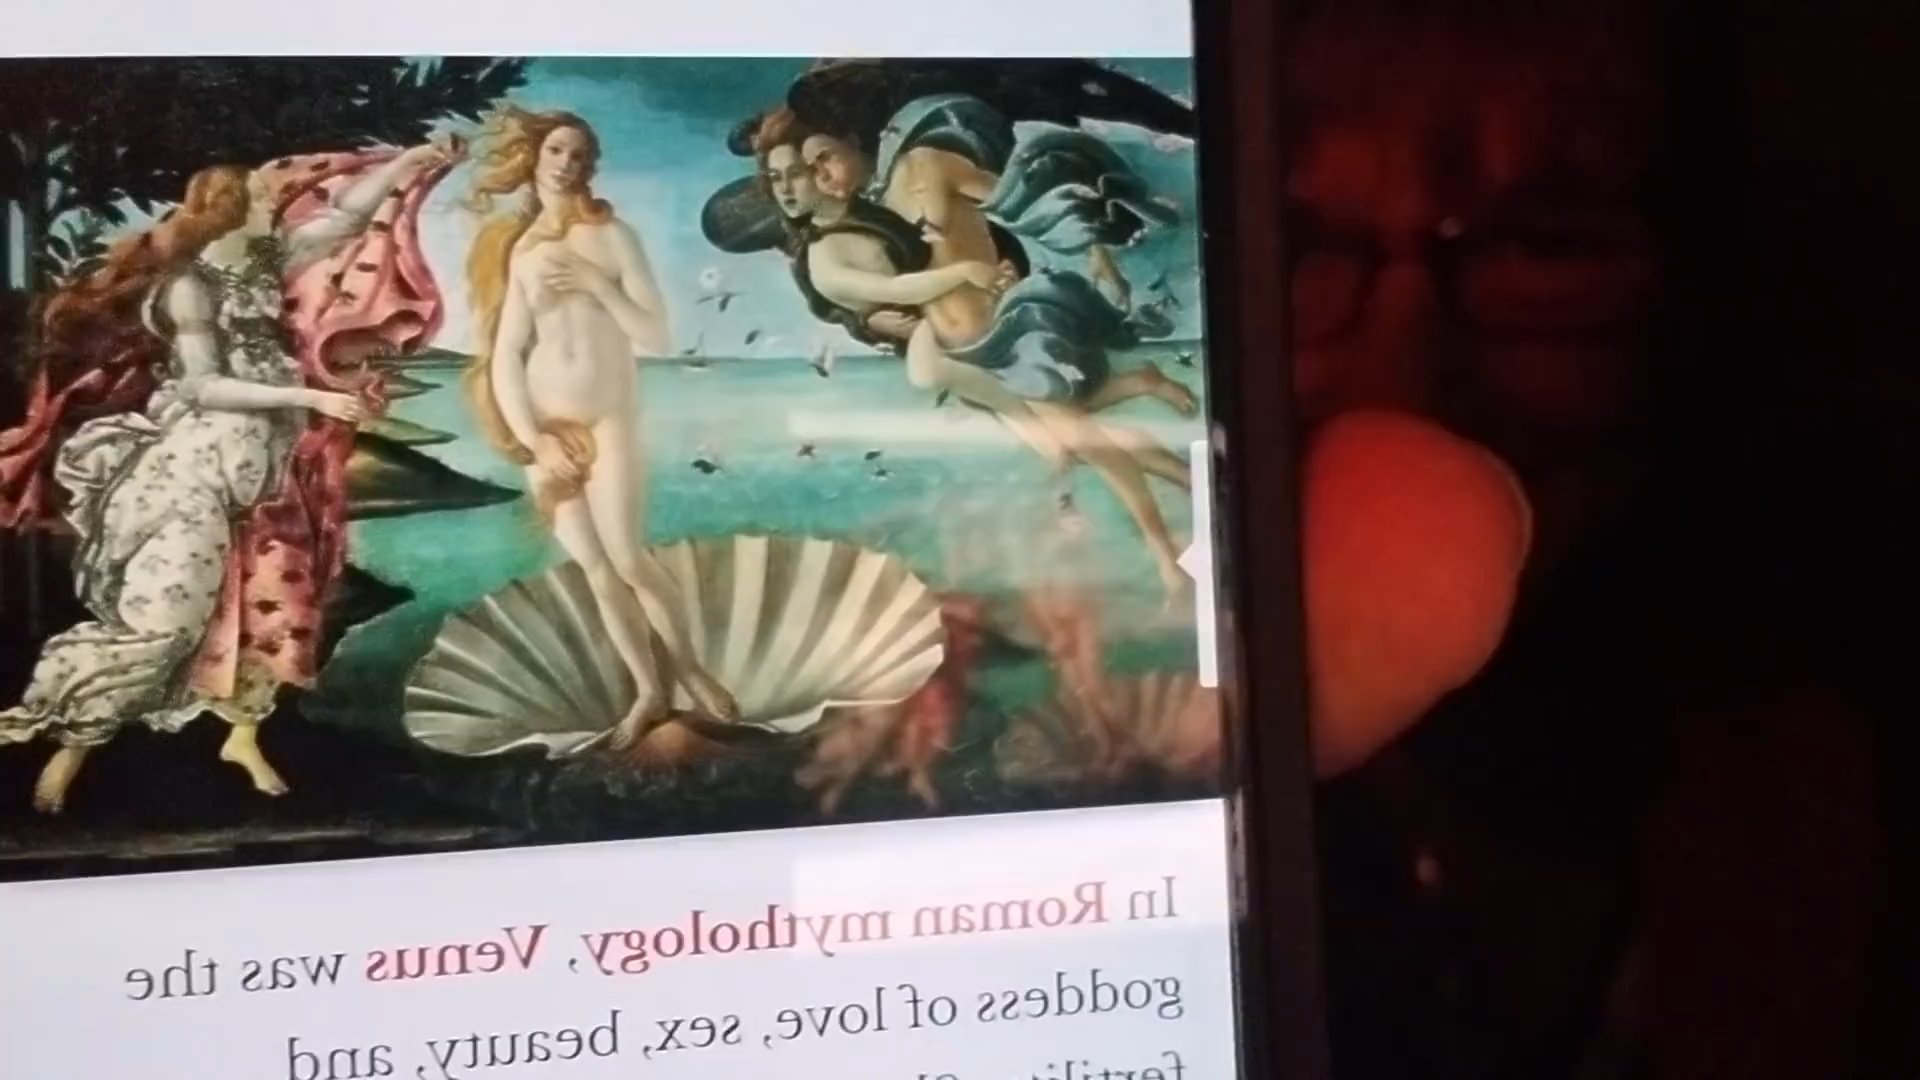 In Roman mythology, Venus was the
goddess of love, sex, beauty, and